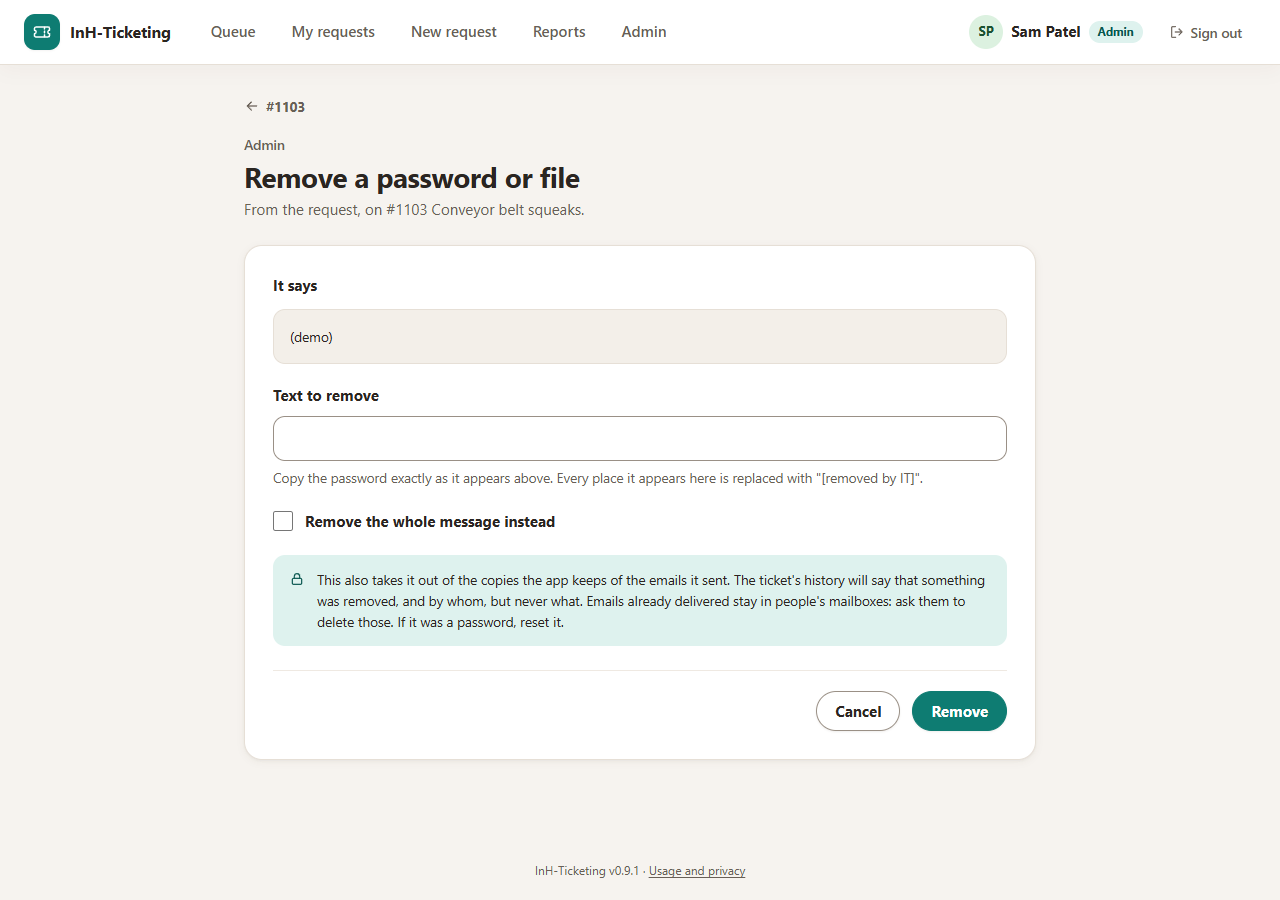 InH-Ticketing
Queue
My requests
New request
Reports
Admin
SP
Sam Patel
Admin
Sign out
← #1103
Admin
Remove a password or file
From the request, on #1103 Conveyor belt squeaks.
It says
(demo)
Text to remove
Copy the password exactly as it appears above. Every place it appears here is replaced with "[removed by IT]".
Remove the whole message instead
This also takes it out of the copies the app keeps of the emails it sent. The ticket's history will say that something
was removed, and by whom, but never what. Emails already delivered stay in people's mailboxes: ask them to
delete those. If it was a password, reset it.
Cancel
Remove
InH-Ticketing v0.9.1 · Usage and privacy